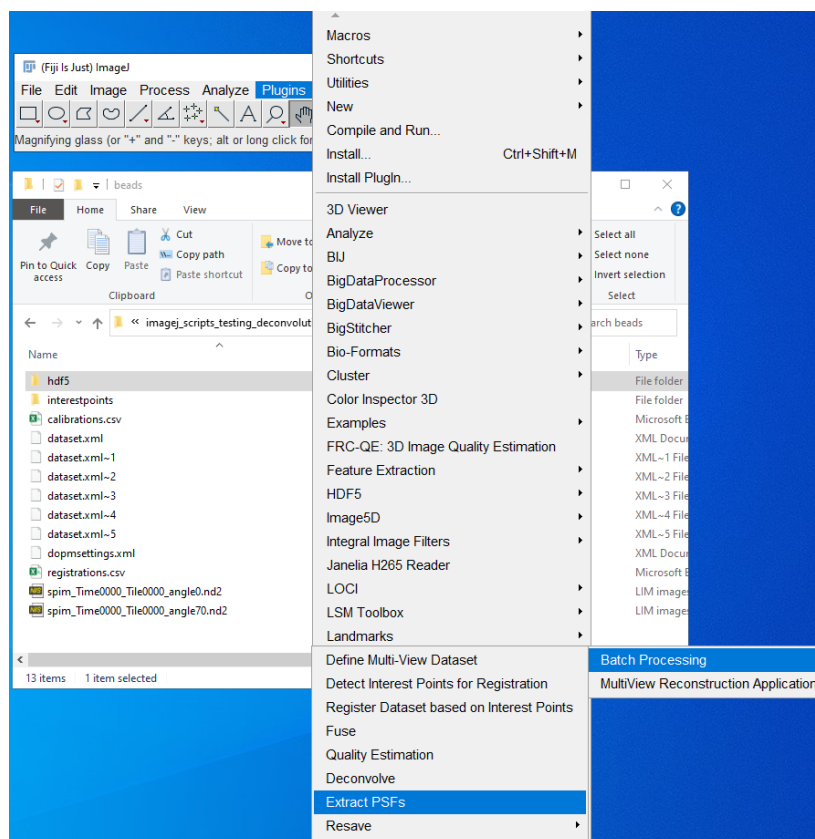 (Fiji Is Just) ImageJ
File Edit Image Process Analyze Plugins
Magnifying glass (or "+" and "-" keys; alt or long click for
beads
File Home Share View
Pin to Quick access
Copy
Paste
Cut
Copy path
Paste shortcut
Move to
Copy to
Clipboard
O
Select all
Select none
Invert selection
Select
« imagej_scripts_testing_deconvolut
arch beads
Name
Type
hdf5
File folder
interestpoints
File folder
calibrations.csv
Microsoft E
dataset.xml
XML Docur
dataset.xml~1
XML~1 File
dataset.xml~2
XML~2 File
dataset.xml~3
XML~3 File
dataset.xml~4
XML~4 File
dataset.xml~5
XML~5 File
dopmsettings.xml
XML Docur
registrations.csv
Microsoft E
spim_Time0000_Tile0000_angle0.nd2
LIM image
spim_Time0000_Tile0000_angle70.nd2
LIM image
13 items 1 item selected
Macros
Shortcuts
Utilities
New
Compile and Run...
Install... Ctrl+Shift+M
Install PlugIn...
3D Viewer
Analyze
BIJ
BigDataProcessor
BigDataViewer
BigStitcher
Bio-Formats
Cluster
Color Inspector 3D
Examples
FRC-QE: 3D Image Quality Estimation
Feature Extraction
HDF5
Image5D
Integral Image Filters
Janelia H265 Reader
LOCI
LSM Toolbox
Landmarks
Define Multi-View Dataset
Detect Interest Points for Registration
Register Dataset based on Interest Points
Fuse
Quality Estimation
Deconvolve
Extract PSFs
Resave
Batch Processing
MultiView Reconstruction Application